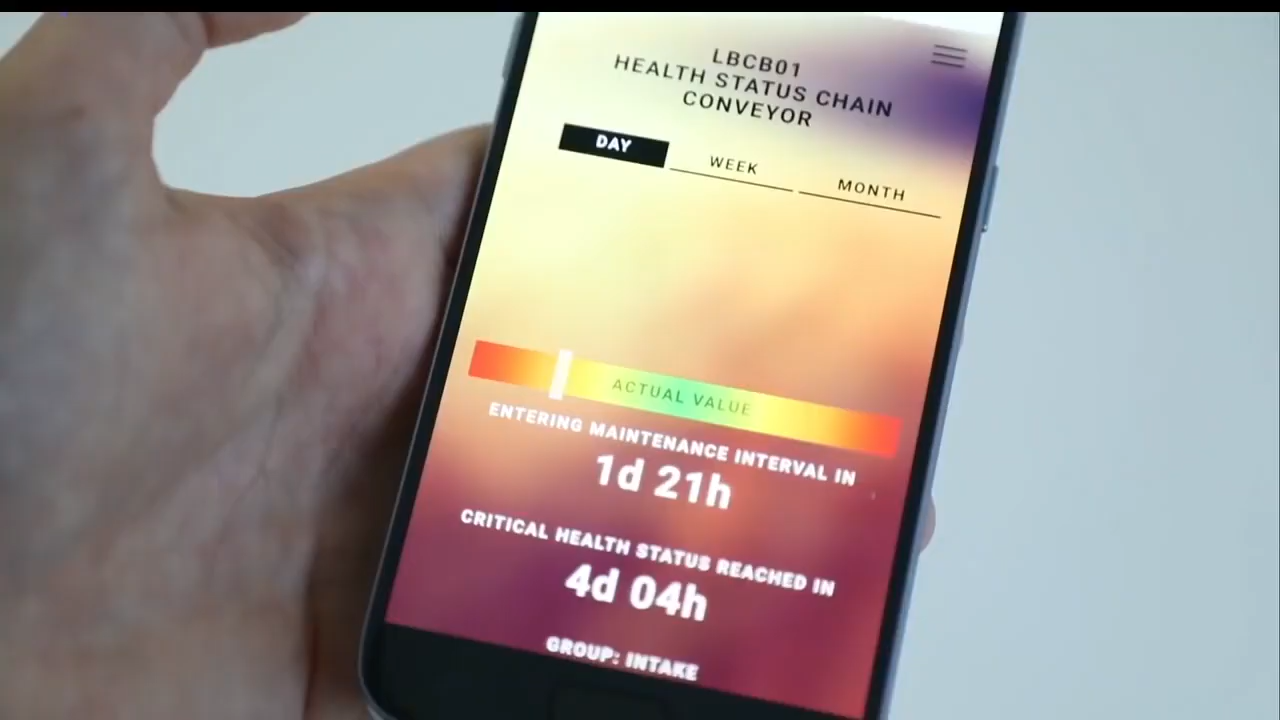 LBCB01
HEALTH STATUS CHAIN
CONVEYOR
DAY WEEK MONTH
ACTUAL VALUE
ENTERING MAINTENANCE INTERVAL IN
1d 21h
CRITICAL HEALTH STATUS REACHED IN
4d 04h
GROUP: INTAKE